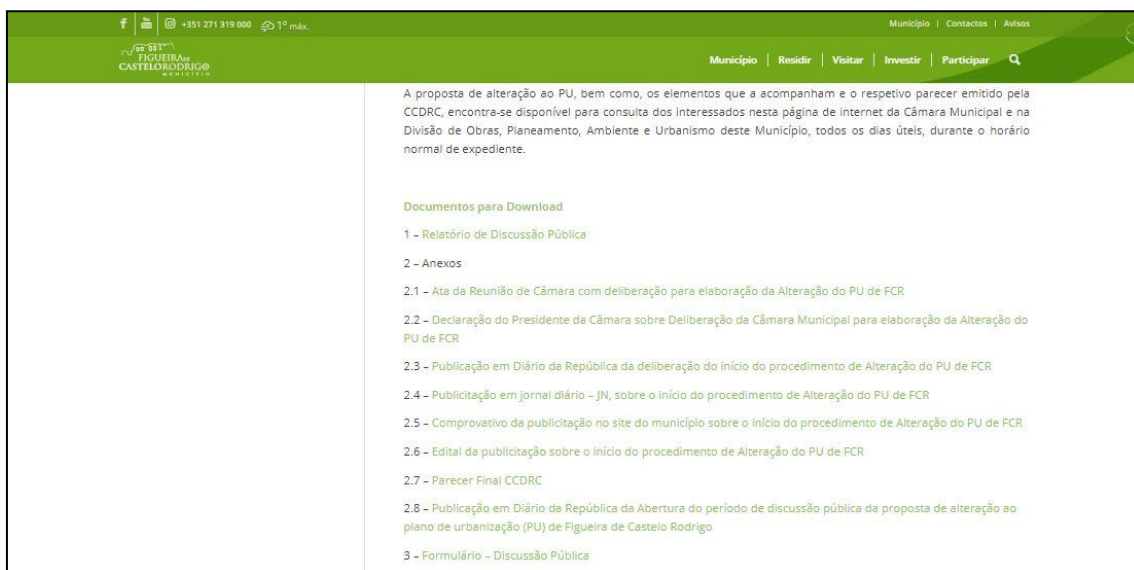 +351 271 319 000 1º máx.
Município | Contactos | Avisos
FIGUEIRA DE
CASTELO RODRIGO
MUNICÍPIO
Município | Residir | Visitar | Investir | Participar
A proposta de alteração ao PU, bem como, os elementos que a acompanham e o respetivo parecer emitido pela
CCDRC, encontra-se disponível para consulta dos interessados nesta página de internet da Câmara Municipal e na
Divisão de Obras, Planeamento, Ambiente e Urbanismo deste Município, todos os dias úteis, durante o horário
normal de expediente.
Documentos para Download
1 – Relatório de Discussão Pública
2 – Anexos
2.1 – Ata da Reunião de Câmara com deliberação para elaboração da Alteração do PU de FCR
2.2 – Declaração do Presidente da Câmara sobre Deliberação da Câmara Municipal para elaboração da Alteração do
PU de FCR
2.3 – Publicação em Diário da República da deliberação do início do procedimento de Alteração do PU de FCR
2.4 – Publicitação em jornal diário – JN, sobre o início do procedimento de Alteração do PU de FCR
2.5 – Comprovativo da publicitação no site do município sobre o início do procedimento de Alteração do PU de FCR
2.6 – Edital da publicitação sobre o início do procedimento de Alteração do PU de FCR
2.7 – Parecer Final CCDRC
2.8 – Publicação em Diário da República da Abertura do período de discussão pública da proposta de alteração ao
plano de urbanização (PU) de Figueira de Castelo Rodrigo
3 – Formulário – Discussão Pública